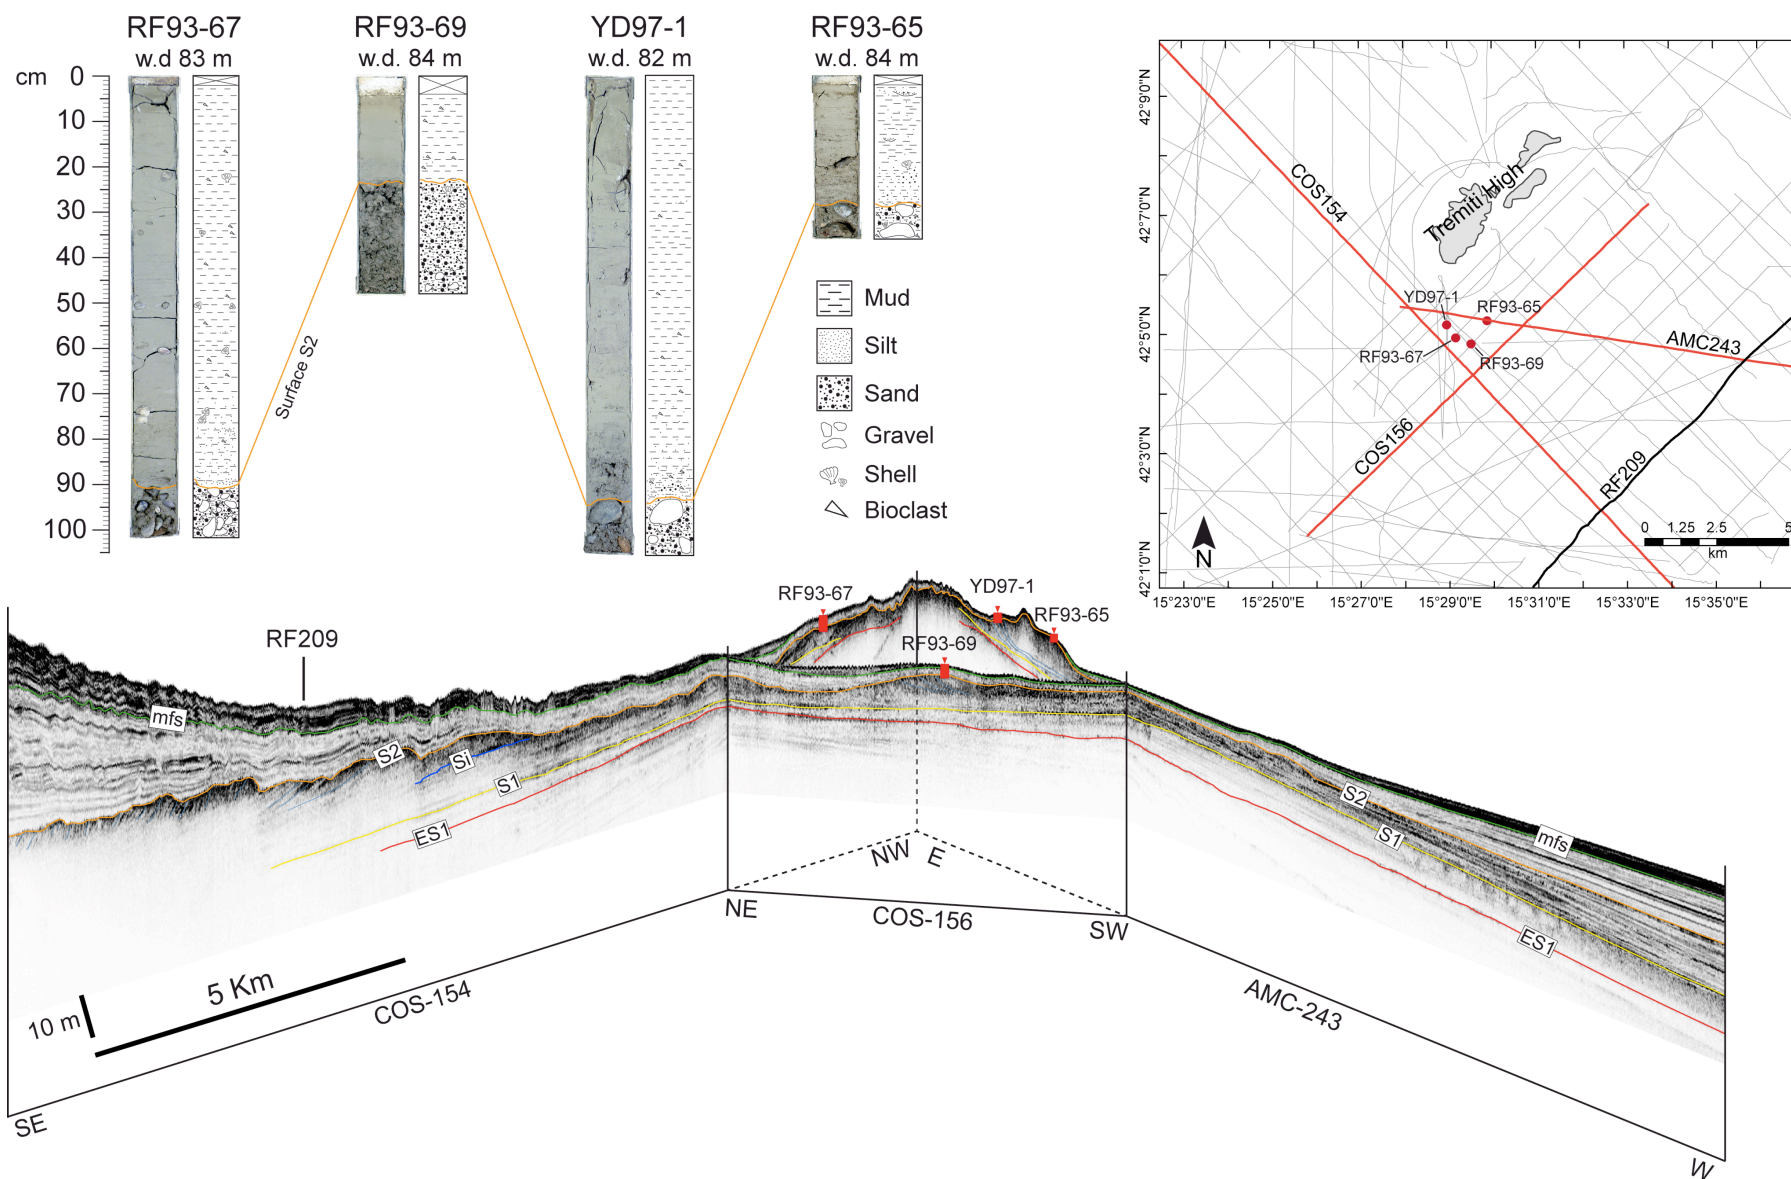 RF93-67
w.d 83 m
RF93-69
w.d. 84 m
YD97-1
w.d. 82 m
RF93-65
w.d. 84 m
cm
0
10
20
30
40
50
60
70
80
90
100
Surface S2
Mud
Silt
Sand
Gravel
Shell
Bioclast
42°9'0"N
42°7'0"N
42°5'0"N
42°3'0"N
42°1'0"N
COS154
Tremiti High
YD97-1
RF93-65
AMC243
RF93-67
RF93-69
COS156
RF209
N
0 1.25 2.5 5
km
15°23'0"E 15°25'0"E 15°27'0"E 15°29'0"E 15°31'0"E 15°33'0"E 15°35'0"E
RF93-67
YD97-1
RF93-65
RF209
RF93-69
mfs
S2
Si
S1
ES1
S2
S1
mfs
ES1
NW E
NE
COS-156
SW
5 Km
10 m
COS-154
AMC-243
SE
W